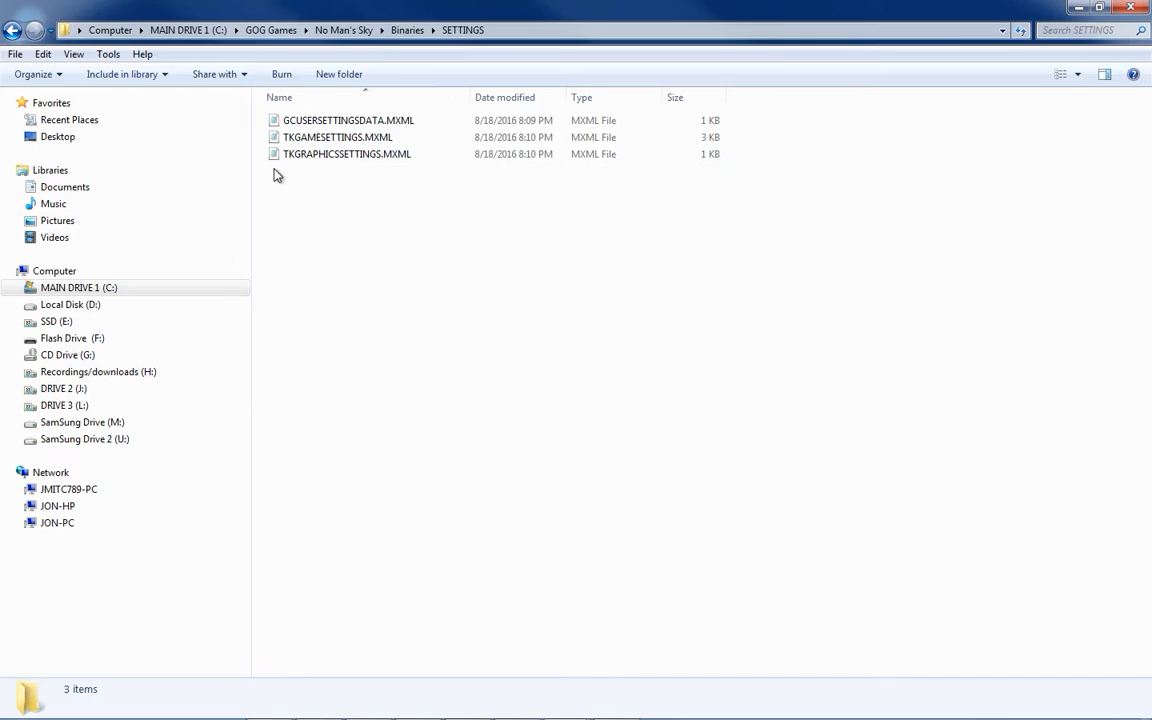 Computer MAIN DRIVE 1 (C:) GOG Games No Man's Sky Binaries SETTINGS Search SETTINGS
File Edit View Tools Help
Organize Include in library Share with Burn New folder
Name Date modified Type Size
GCUSERSETTINGSDATA.MXML 8/18/2016 8:09 PM MXML File 1 KB
TKGAMESETTINGS.MXML 8/18/2016 8:10 PM MXML File 3 KB
TKGRAPHICSSETTINGS.MXML 8/18/2016 8:10 PM MXML File 1 KB
Favorites
Recent Places
Desktop
Libraries
Documents
Music
Pictures
Videos
Computer
MAIN DRIVE 1 (C:)
Local Disk (D:)
SSD (E:)
Flash Drive (F:)
CD Drive (G:)
Recordings/downloads (H:)
DRIVE 2 (J:)
DRIVE 3 (L:)
SamSung Drive (M:)
SamSung Drive 2 (U:)
Network
JMITC789-PC
JON-HP
JON-PC
3 items